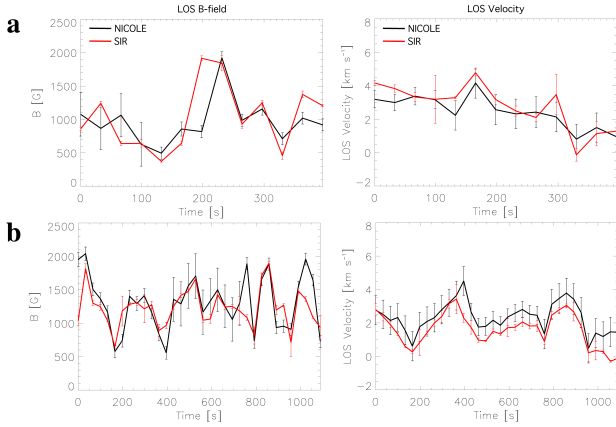 LOS B-field
LOS Velocity
a
NICOLE
SIR
B [G]
2500
2000
1500
1000
500
0
0 100 200 300
Time [s]
NICOLE
SIR
LOS Velocity [km s⁻¹]
6
4
2
0
-2
0 100 200 300
Time [s]
b
B [G]
2500
2000
1500
1000
500
0
0 200 400 600 800 1000
Time [s]
LOS Velocity [km s⁻¹]
6
4
2
0
-2
0 200 400 600 800 1000
Time [s]